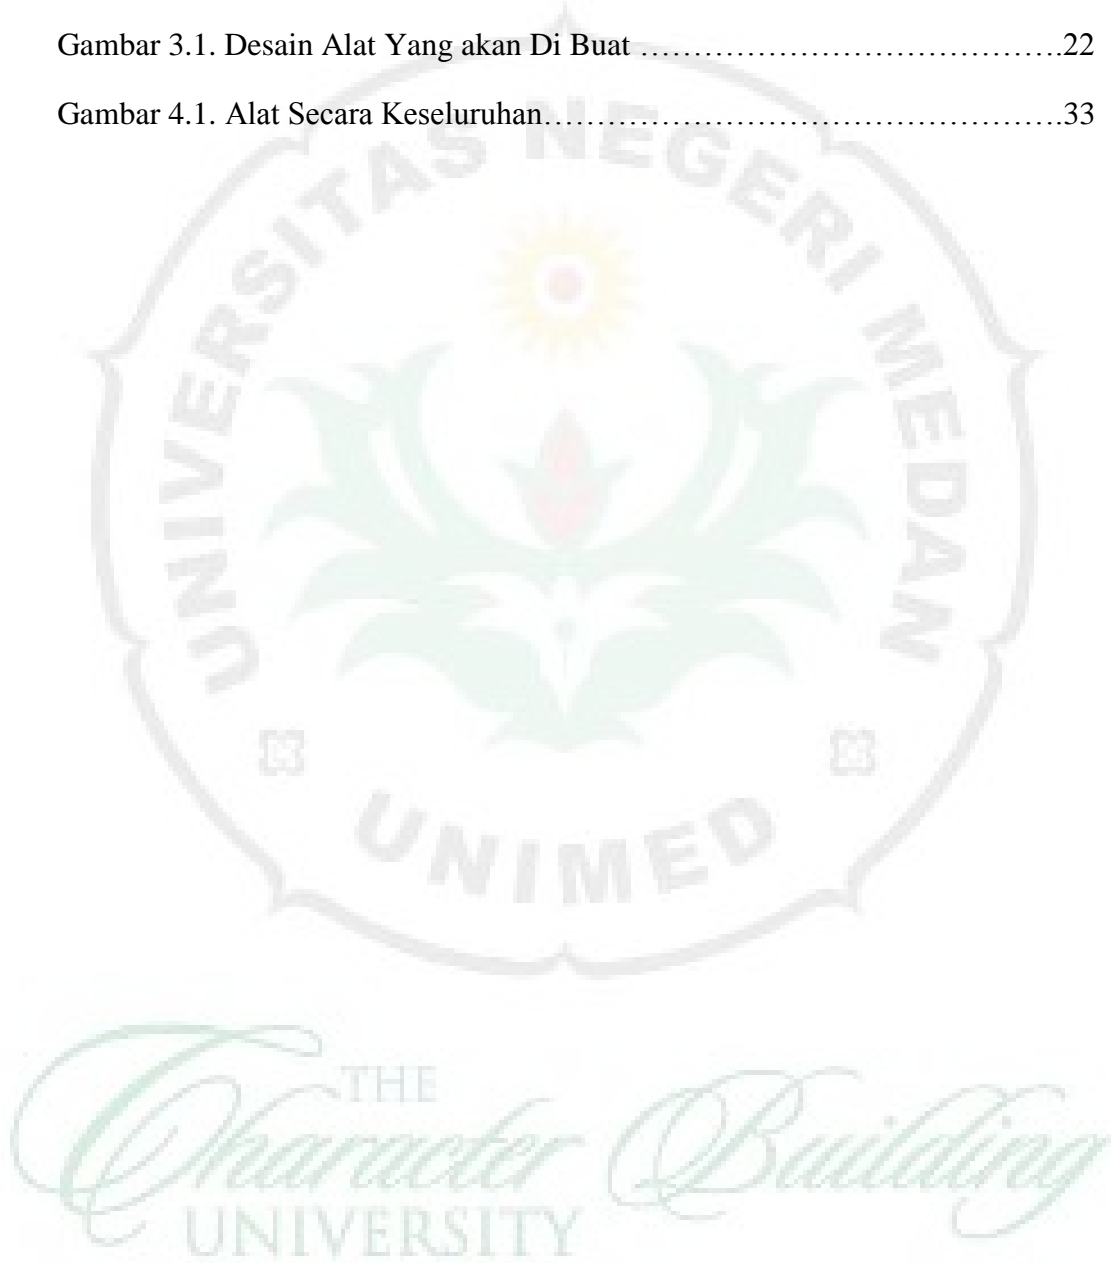 Gambar 3.1. Desain Alat Yang akan Di Buat ………………………………….22
Gambar 4.1. Alat Secara Keseluruhan………………………………………….33
UNIVERSITAS NEGERI MEDAN
UNIMED
THE
Character Building
UNIVERSITY